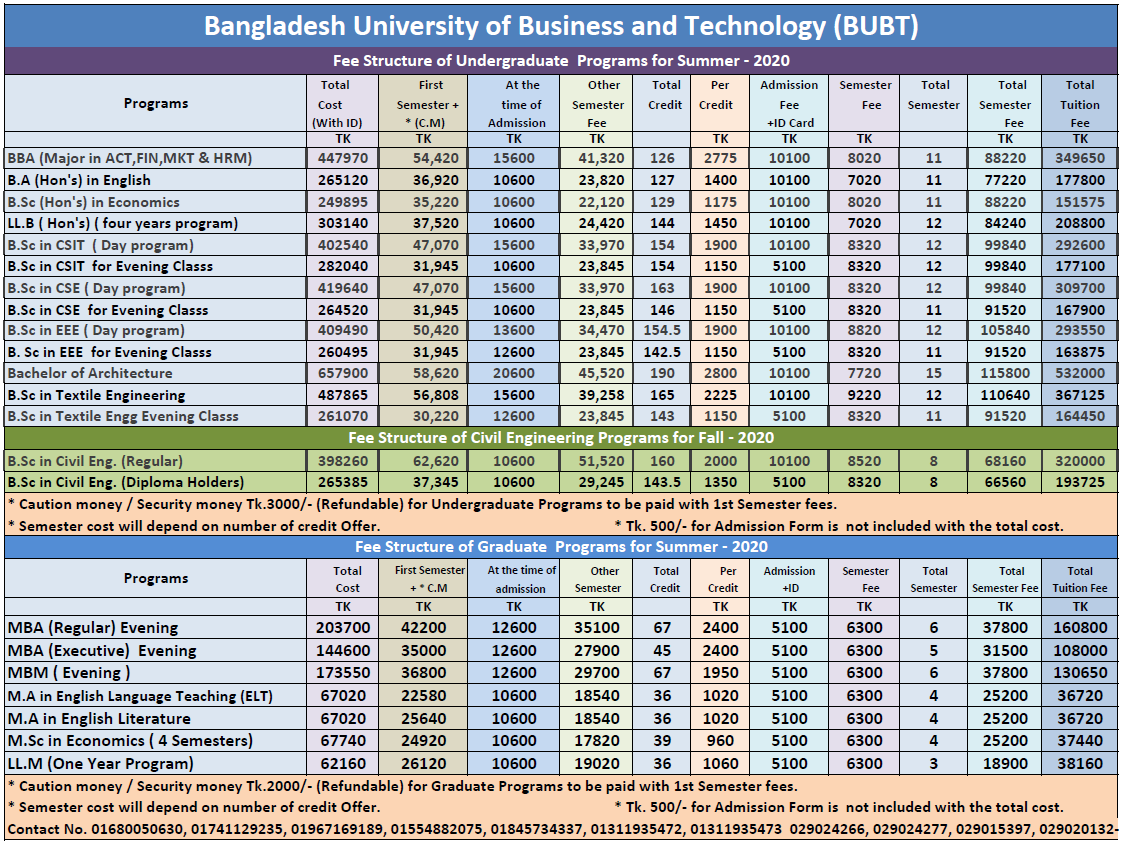 Bangladesh University of Business and Technology (BUBT)
Fee Structure of Undergraduate Programs for Summer - 2020
Programs Total Cost (With ID) First Semester + * (C.M) At the time of Admission Other Semester Fee Total Credit Per Credit Admission Fee +ID Card Semester Fee Total Semester Total Semester Fee Total Tuition Fee
TK TK TK TK TK TK TK TK TK
BBA (Major in ACT,FIN,MKT & HRM) 447970 54,420 15600 41,320 126 2775 10100 8020 11 88220 349650
B.A (Hon's) in English 265120 36,920 10600 23,820 127 1400 10100 7020 11 77220 177800
B.Sc (Hon's) in Economics 249895 35,220 10600 22,120 129 1175 10100 8020 11 88220 151575
LL.B ( Hon's) ( four years program) 303140 37,520 10600 24,420 144 1450 10100 7020 12 84240 208800
B.Sc in CSIT ( Day program) 402540 47,070 15600 33,970 154 1900 10100 8320 12 99840 292600
B.Sc in CSIT for Evening Classs 282040 31,945 10600 23,845 154 1150 5100 8320 12 99840 177100
B.Sc in CSE ( Day program) 419640 47,070 15600 33,970 163 1900 10100 8320 12 99840 309700
B.Sc in CSE for Evening Classs 264520 31,945 10600 23,845 146 1150 5100 8320 11 91520 167900
B.Sc in EEE ( Day program) 409490 50,420 13600 34,470 154.5 1900 10100 8820 12 105840 293550
B. Sc in EEE for Evening Classs 260495 31,945 12600 23,845 142.5 1150 5100 8320 11 91520 163875
Bachelor of Architecture 657900 58,620 20600 45,520 190 2800 10100 7720 15 115800 532000
B.Sc in Textile Engineering 487865 56,808 15600 39,258 165 2225 10100 9220 12 110640 367125
B.Sc in Textile Engg Evening Classs 261070 30,220 12600 23,845 143 1150 5100 8320 11 91520 164450
Fee Structure of Civil Engineering Programs for Fall - 2020
B.Sc in Civil Eng. (Regular) 398260 62,620 10600 51,520 160 2000 10100 8520 8 68160 320000
B.Sc in Civil Eng. (Diploma Holders) 265385 37,345 10600 29,245 143.5 1350 5100 8320 8 66560 193725
* Caution money / Security money Tk.3000/- (Refundable) for Undergraduate Programs to be paid with 1st Semester fees.
* Semester cost will depend on number of credit Offer. * Tk. 500/- for Admission Form is not included with the total cost.
Fee Structure of Graduate Programs for Summer - 2020
Programs Total Cost First Semester + * C.M At the time of admission Other Semester Total Credit Per Credit Admission +ID Semester Fee Total Semester Total Semester Fee Total Tuition Fee
TK TK TK TK TK TK TK TK TK
MBA (Regular) Evening 203700 42200 12600 35100 67 2400 5100 6300 6 37800 160800
MBA (Executive) Evening 144600 35000 12600 27900 45 2400 5100 6300 5 31500 108000
MBM ( Evening ) 173550 36800 12600 29700 67 1950 5100 6300 6 37800 130650
M.A in English Language Teaching (ELT) 67020 22580 10600 18540 36 1020 5100 6300 4 25200 36720
M.A in English Literature 67020 25640 10600 18540 36 1020 5100 6300 4 25200 36720
M.Sc in Economics ( 4 Semesters) 67740 24920 10600 17820 39 960 5100 6300 4 25200 37440
LL.M (One Year Program) 62160 26120 10600 19020 36 1060 5100 6300 3 18900 38160
* Caution money / Security money Tk.2000/- (Refundable) for Graduate Programs to be paid with 1st Semester fees.
* Semester cost will depend on number of credit Offer. * Tk. 500/- for Admission Form is not included with the total cost.
Contact No. 01680050630, 01741129235, 01967169189, 01554882075, 01845734337, 01311935472, 01311935473 029024266, 029024277, 029015397, 029020132-